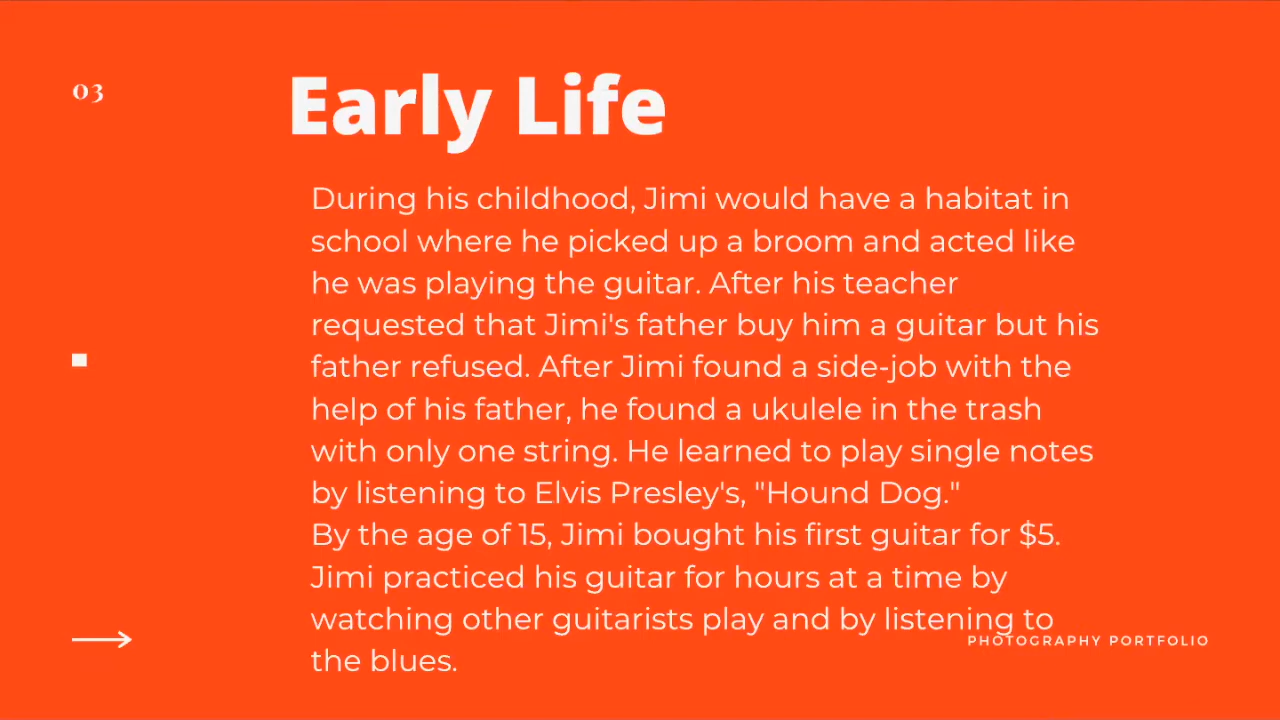 03
Early Life
During his childhood, Jimi would have a habitat in
school where he picked up a broom and acted like
he was playing the guitar. After his teacher
requested that Jimi's father buy him a guitar but his
father refused. After Jimi found a side-job with the
help of his father, he found a ukulele in the trash
with only one string. He learned to play single notes
by listening to Elvis Presley's, "Hound Dog."
By the age of 15, Jimi bought his first guitar for $5.
Jimi practiced his guitar for hours at a time by
watching other guitarists play and by listening to
the blues.
PHOTOGRAPHY PORTFOLIO